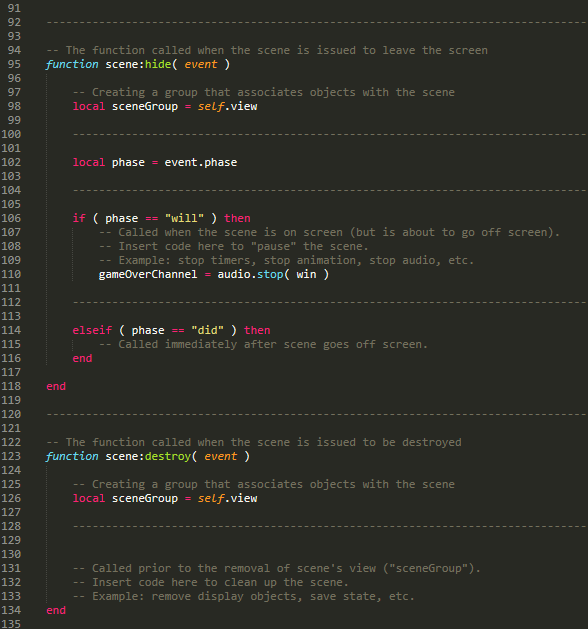 91
92 -----------------------------------------------------------------------------------
93
94 -- The function called when the scene is issued to leave the screen
95 function scene:hide( event )
96
97     -- Creating a group that associates objects with the scene
98     local sceneGroup = self.view
99
100     -------------------------------------------------------------------------------
101
102     local phase = event.phase
103
104     -------------------------------------------------------------------------------
105
106     if ( phase == "will" ) then
107         -- Called when the scene is on screen (but is about to go off screen).
108         -- Insert code here to "pause" the scene.
109         -- Example: stop timers, stop animation, stop audio, etc.
110         gameOverChannel = audio.stop( win )
111
112     -------------------------------------------------------------------------------
113
114     elseif ( phase == "did" ) then
115         -- Called immediately after scene goes off screen.
116     end
117
118 end
119
120 -----------------------------------------------------------------------------------
121
122 -- The function called when the scene is issued to be destroyed
123 function scene:destroy( event )
124
125     -- Creating a group that associates objects with the scene
126     local sceneGroup = self.view
127
128     -------------------------------------------------------------------------------
129
130
131     -- Called prior to the removal of scene's view ("sceneGroup").
132     -- Insert code here to clean up the scene.
133     -- Example: remove display objects, save state, etc.
134 end
135